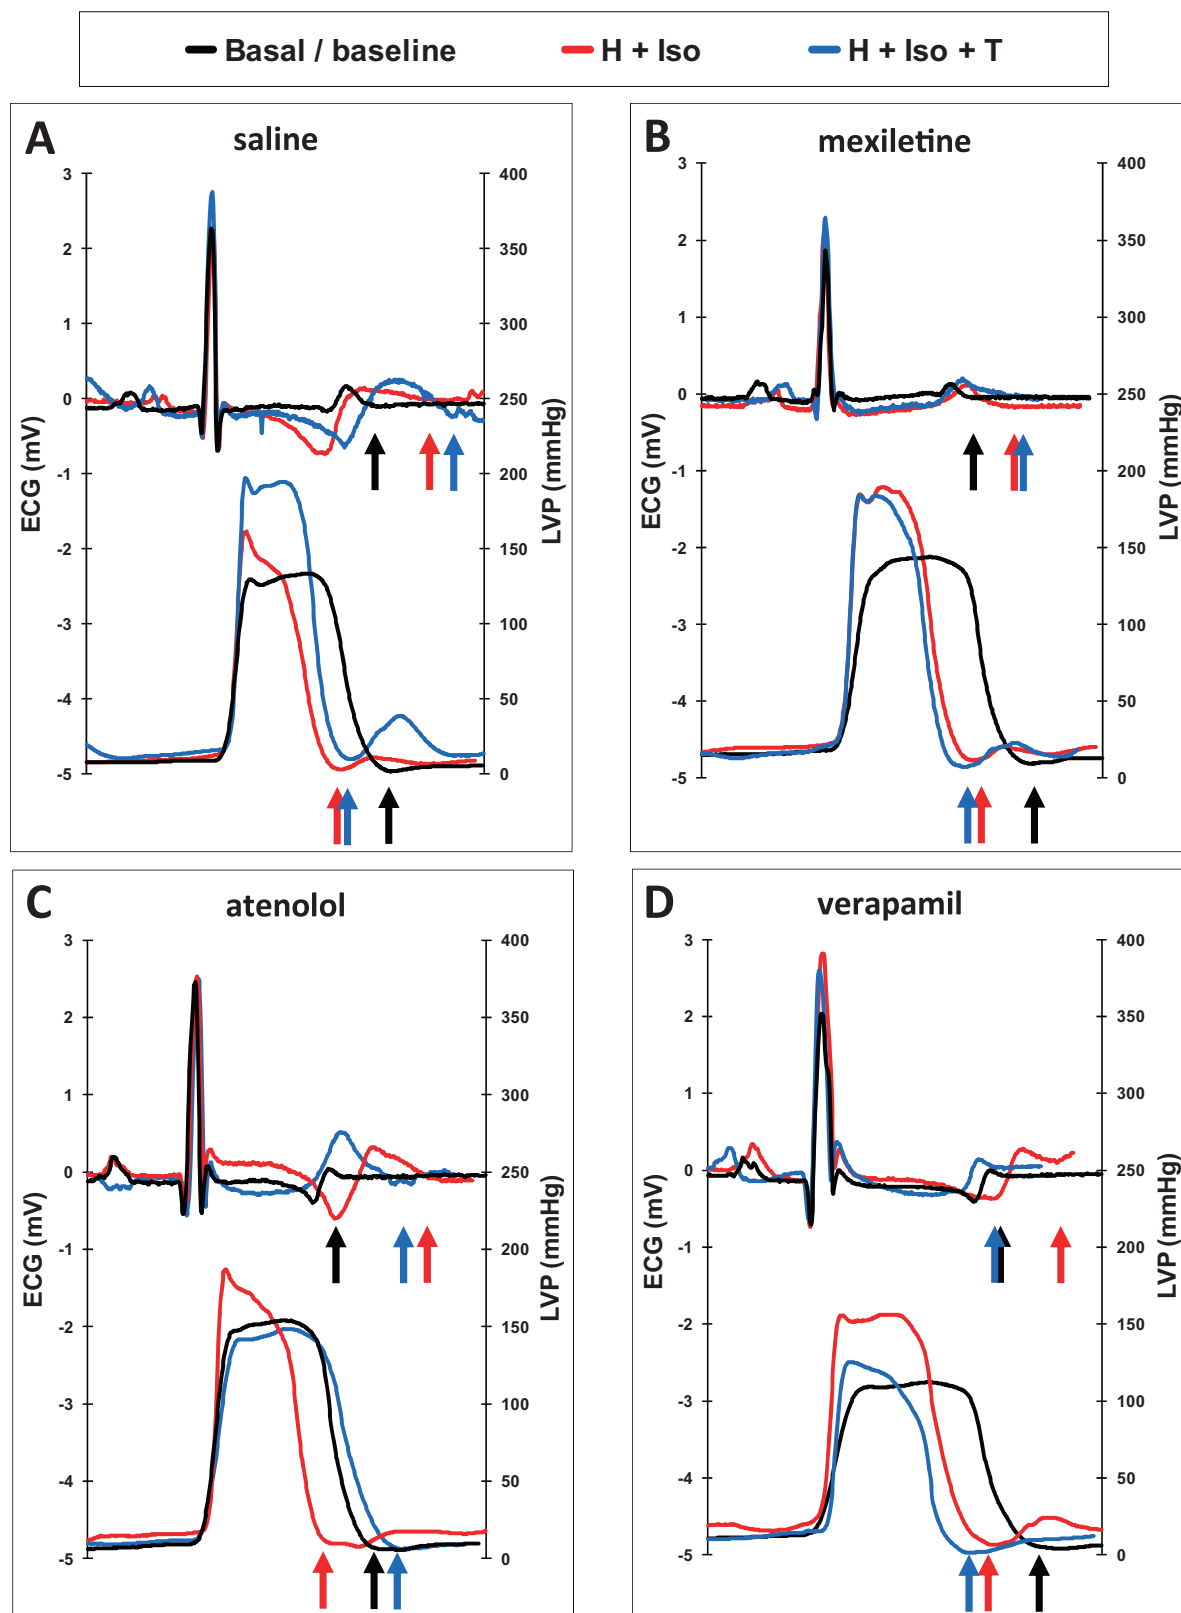 Basal / baseline H + Iso H + Iso + T
A saline
3 400
2 350
1 300
0 250
-1 200
-2 150
-3 100
-4 50
-5 0
ECG (mV)
LVP (mmHg)
B mexiletine
3 400
2 350
1 300
0 250
-1 200
-2 150
-3 100
-4 50
-5 0
ECG (mV)
LVP (mmHg)
C atenolol
3 400
2 350
1 300
0 250
-1 200
-2 150
-3 100
-4 50
-5 0
ECG (mV)
LVP (mmHg)
D verapamil
3 400
2 350
1 300
0 250
-1 200
-2 150
-3 100
-4 50
-5 0
ECG (mV)
LVP (mmHg)